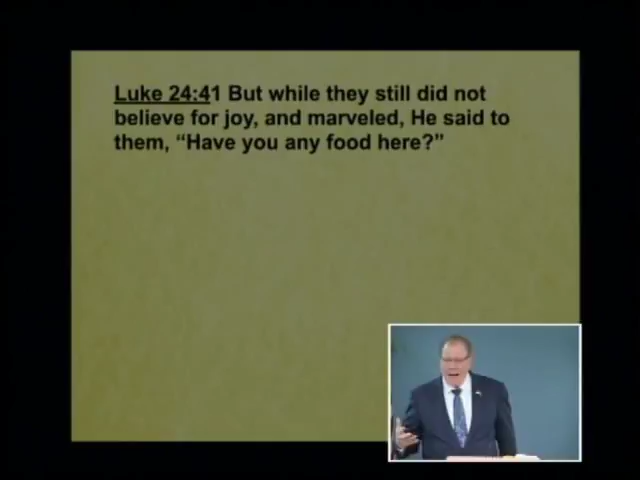 Luke 24:41 But while they still did not
believe for joy, and marveled, He said to
them, “Have you any food here?”